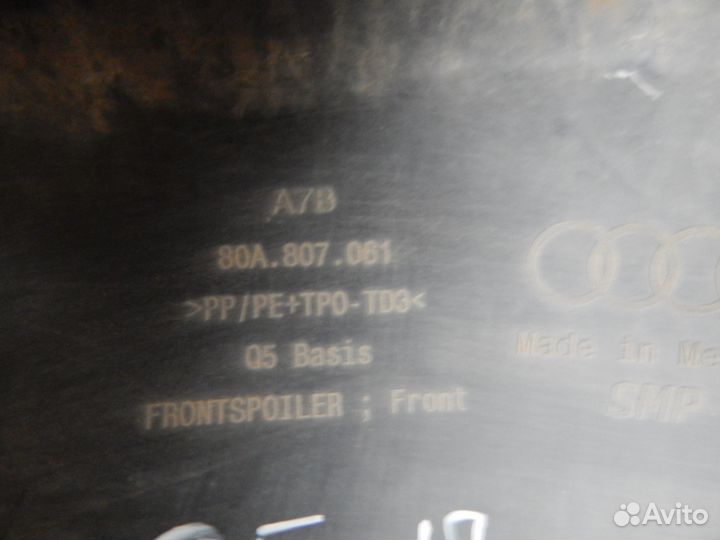 A7B
80A.807.061
>PP/PE+TPO-TD3<
Q5 Basis
FRONTSPOILER ; Front
Made in Me
SMP
Avito